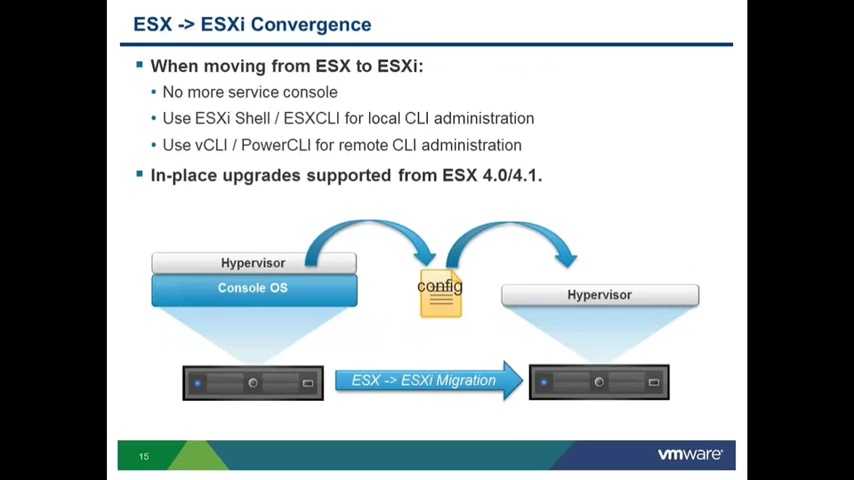 ESX -> ESXi Convergence
When moving from ESX to ESXi:
No more service console
Use ESXi Shell / ESXCLI for local CLI administration
Use vCLI / PowerCLI for remote CLI administration
In-place upgrades supported from ESX 4.0/4.1.
Hypervisor
Console OS
config
Hypervisor
ESX -> ESXi Migration
15
vmware